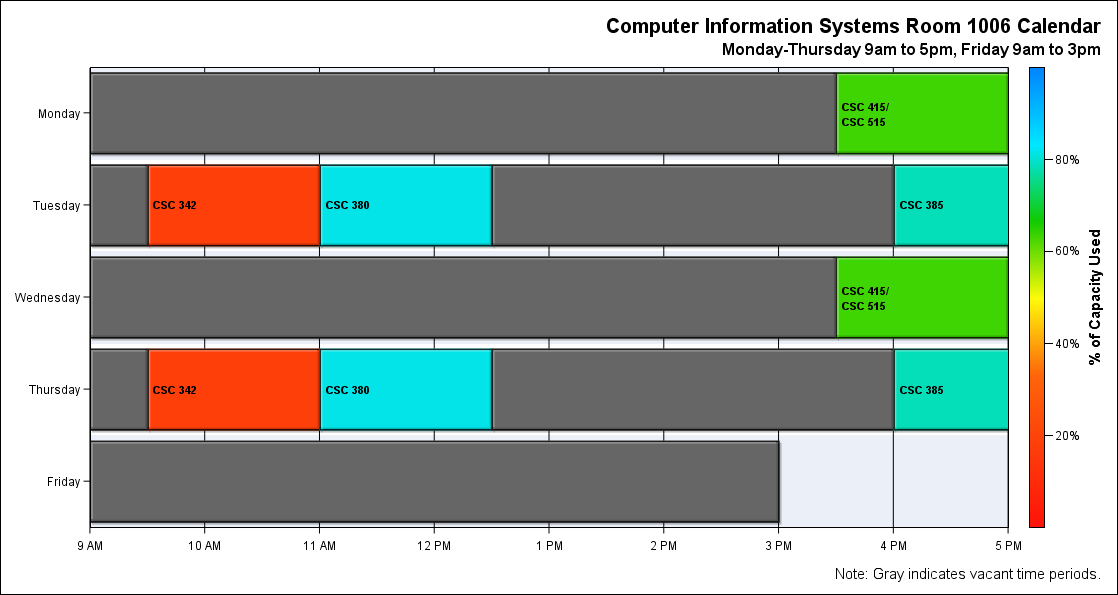 Computer Information Systems Room 1006 Calendar
Monday-Thursday 9am to 5pm, Friday 9am to 3pm
Monday
CSC 415/
CSC 515
Tuesday
CSC 342
CSC 380
CSC 385
Wednesday
CSC 415/
CSC 515
Thursday
CSC 342
CSC 380
CSC 385
Friday
9 AM
10 AM
11 AM
12 PM
1 PM
2 PM
3 PM
4 PM
5 PM
80%
60%
40%
20%
% of Capacity Used
Note: Gray indicates vacant time periods.